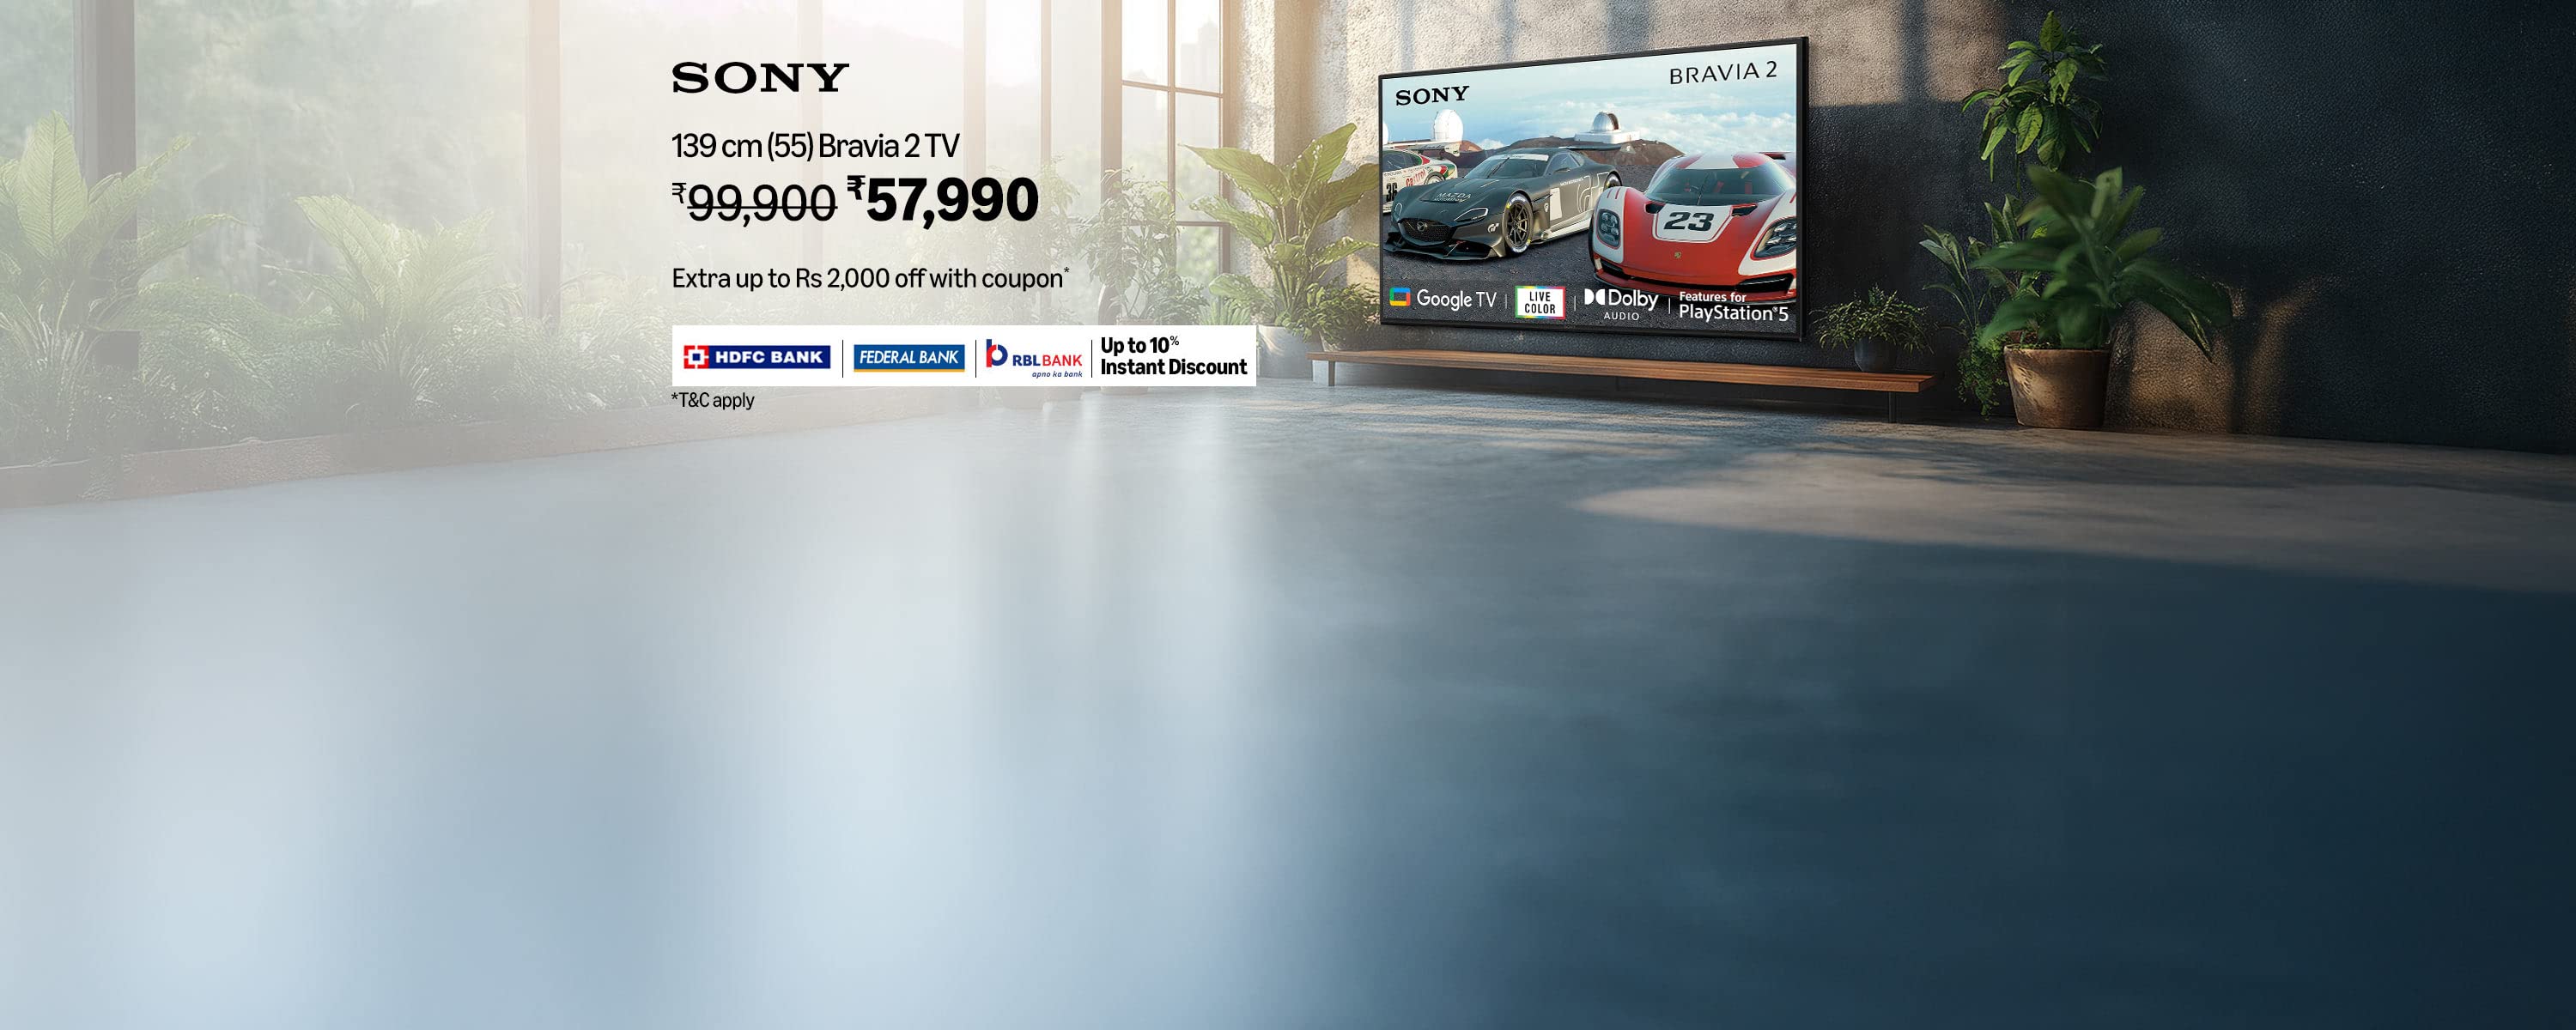 SONY
139 cm (55) Bravia 2 TV
₹99,900 ₹57,990
Extra up to Rs 2,000 off with coupon*
HDFC BANK
FEDERAL BANK
RBL BANK
apno ka bank
Up to 10%
Instant Discount
*T&C apply
SONY
BRAVIA 2
36
MAZDA
23
Google TV
LIVE
COLOR
Dolby
AUDIO
Features for
PlayStation®5